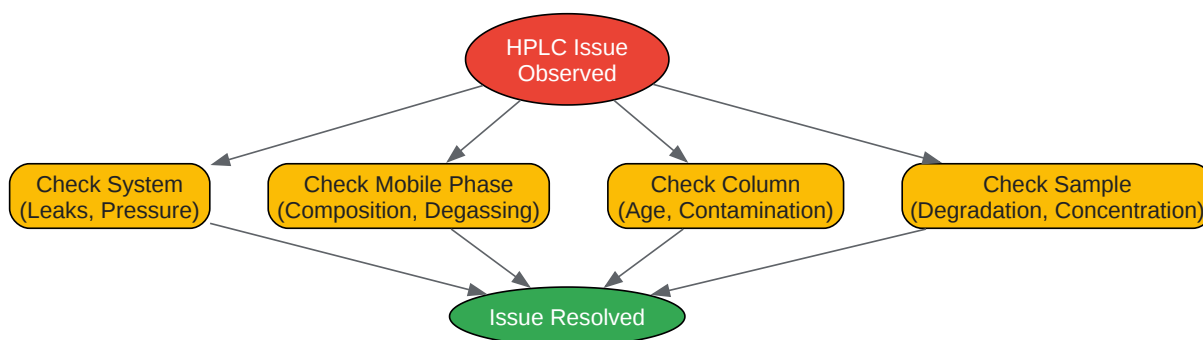 HPLC Issue
Observed
Check System
(Leaks, Pressure)
Check Mobile Phase
(Composition, Degassing)
Check Column
(Age, Contamination)
Check Sample
(Degradation, Concentration)
Issue Resolved